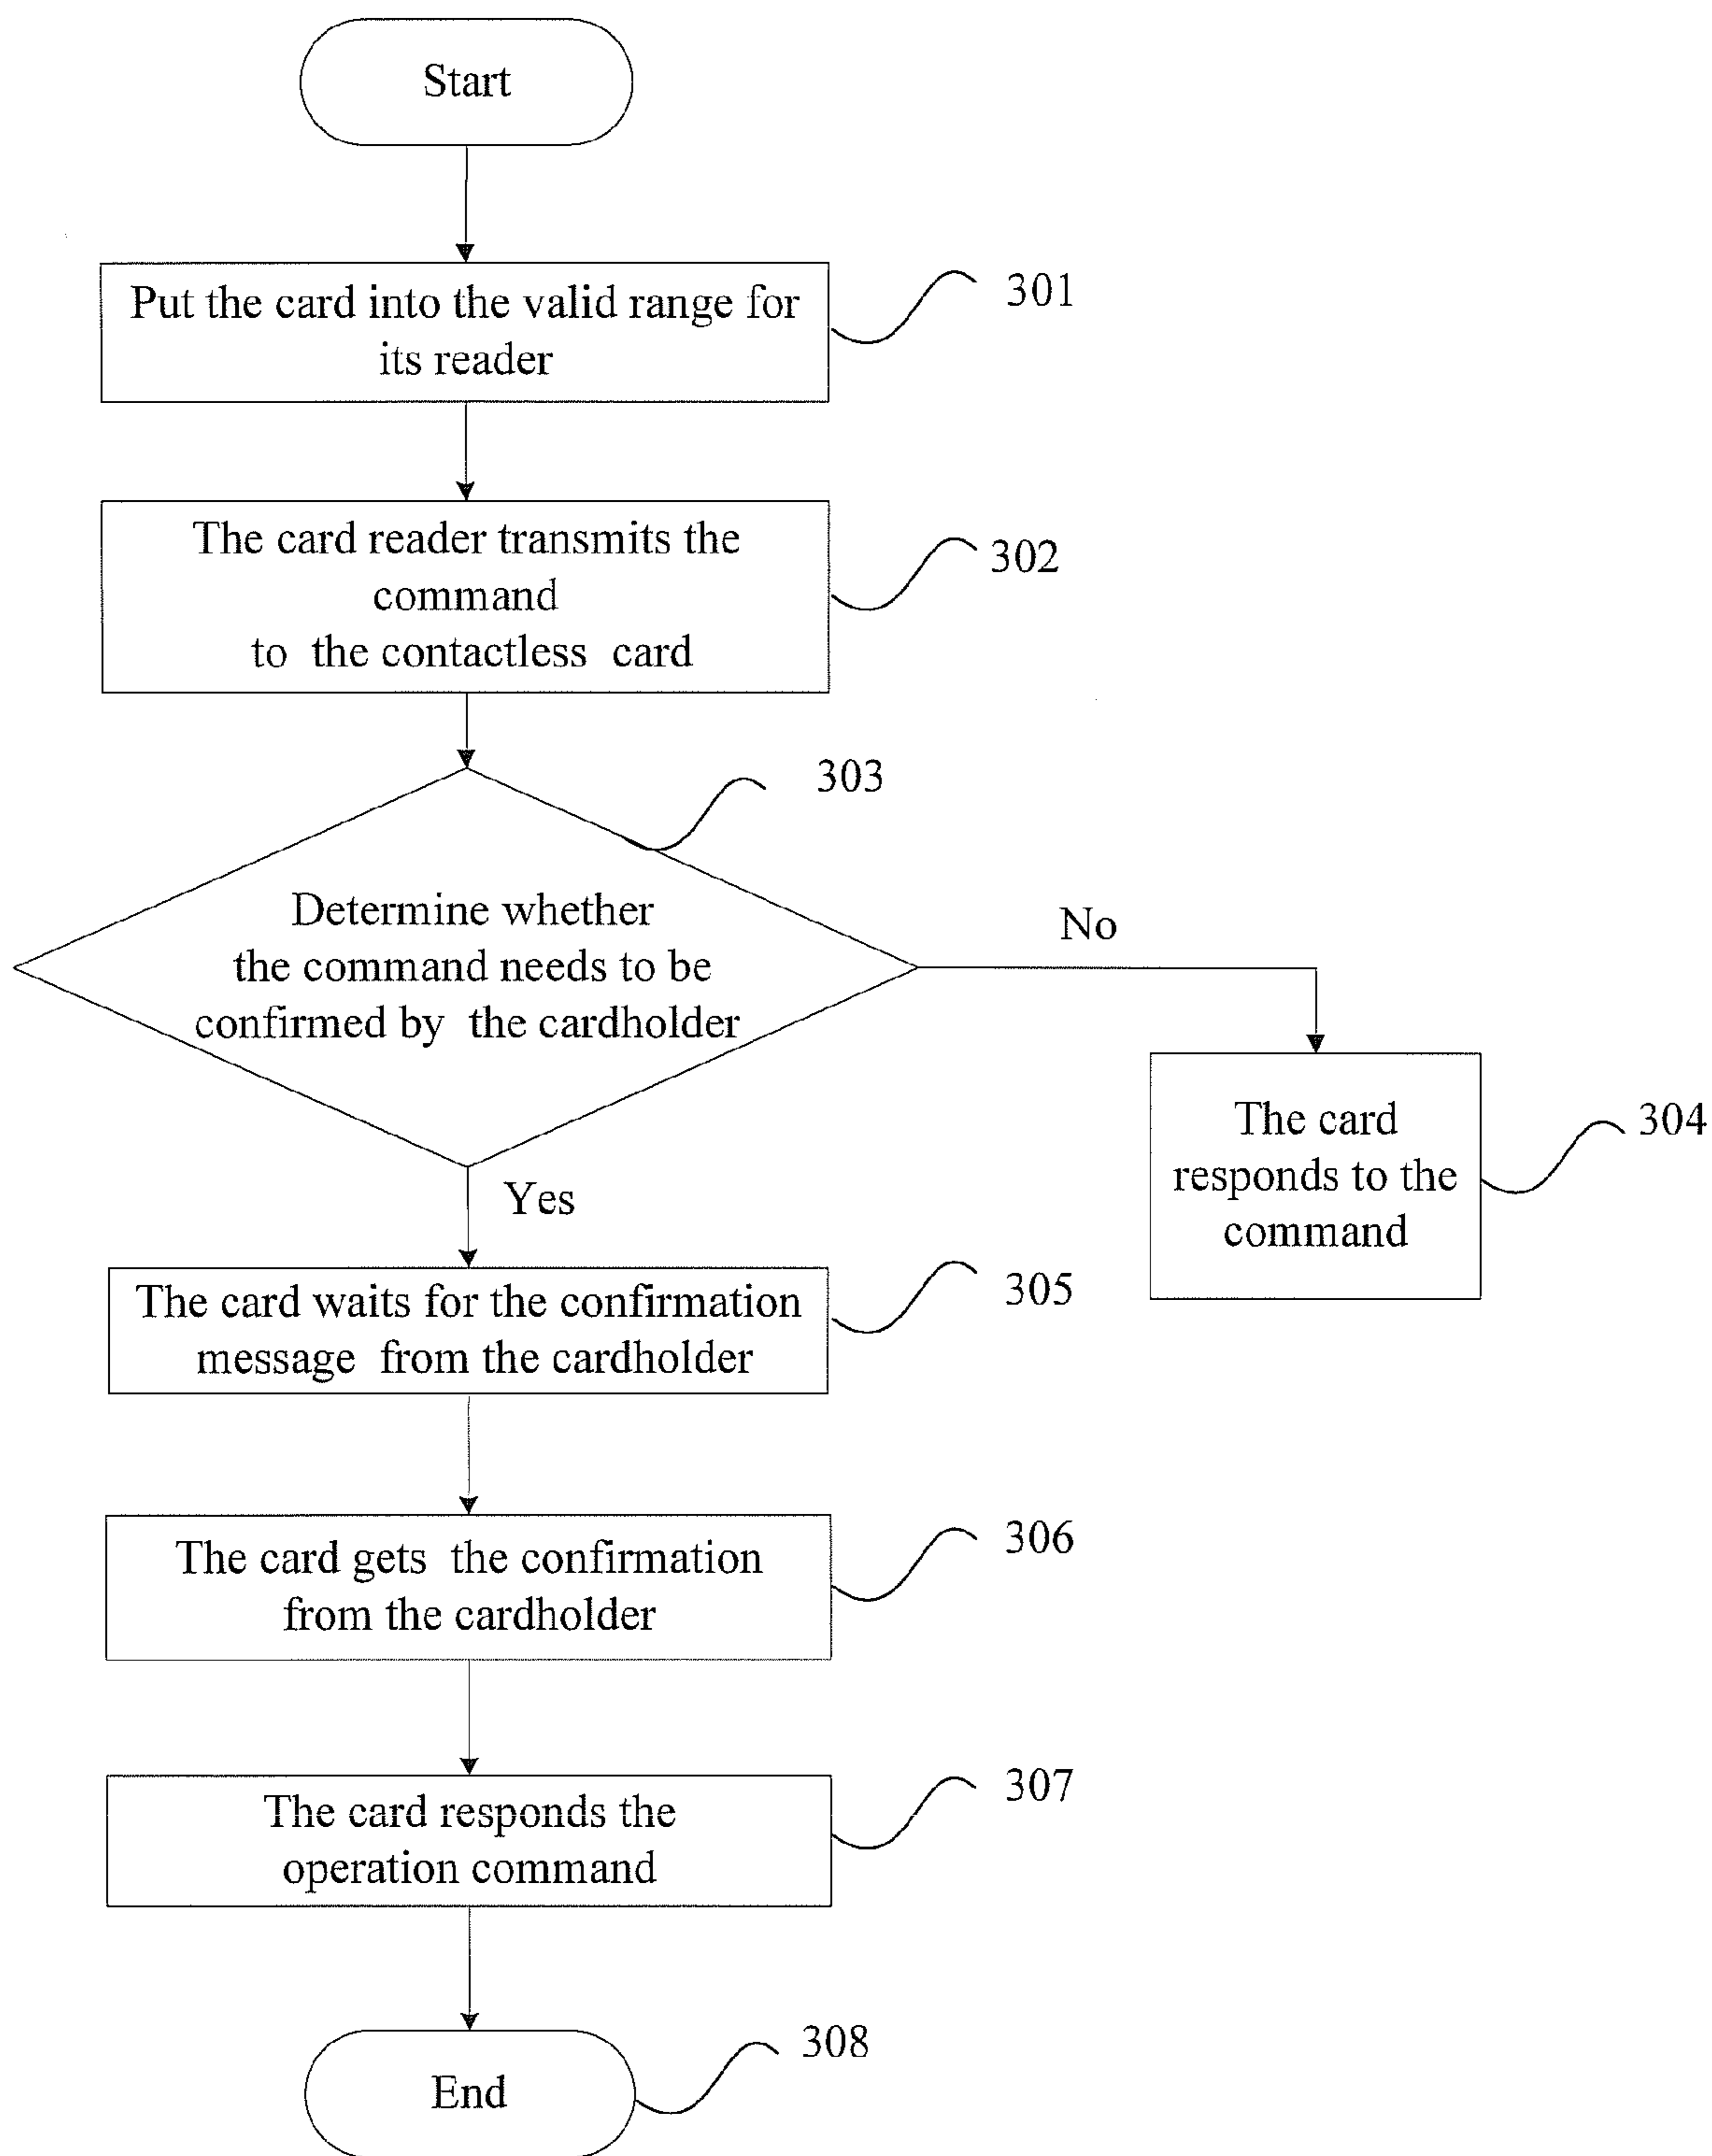 Start
Put the card into the valid range for
its reader
301
The card reader transmits the
command
to the contactless card
302
303
Determine whether
the command needs to be
confirmed by the cardholder
No
The card
responds to the
command
304
Yes
The card waits for the confirmation
message from the cardholder
305
The card gets the confirmation
from the cardholder
306
The card responds the
operation command
307
End
308